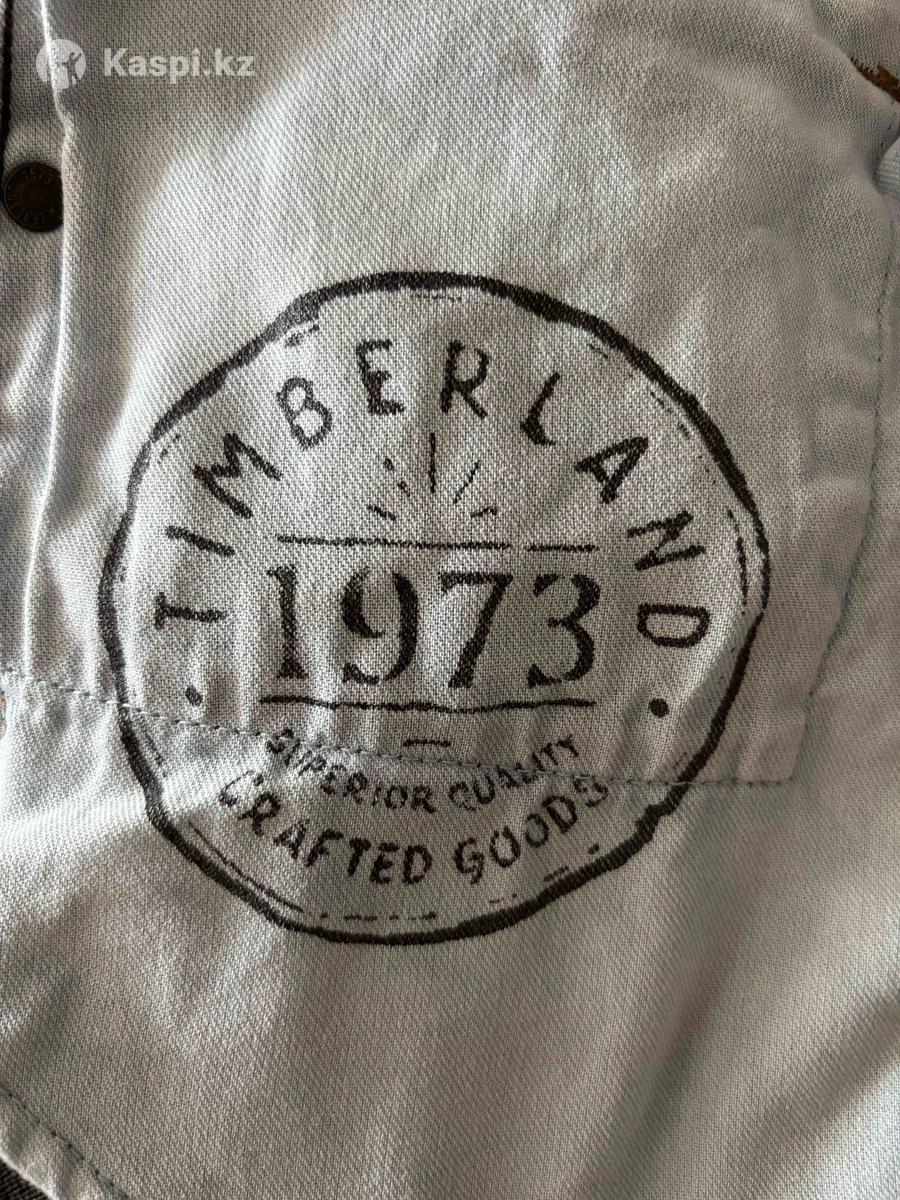 Kaspi.kz
· TIMBERLAND ·
1973
SUPERIOR QUALITY
CRAFTED GOODS